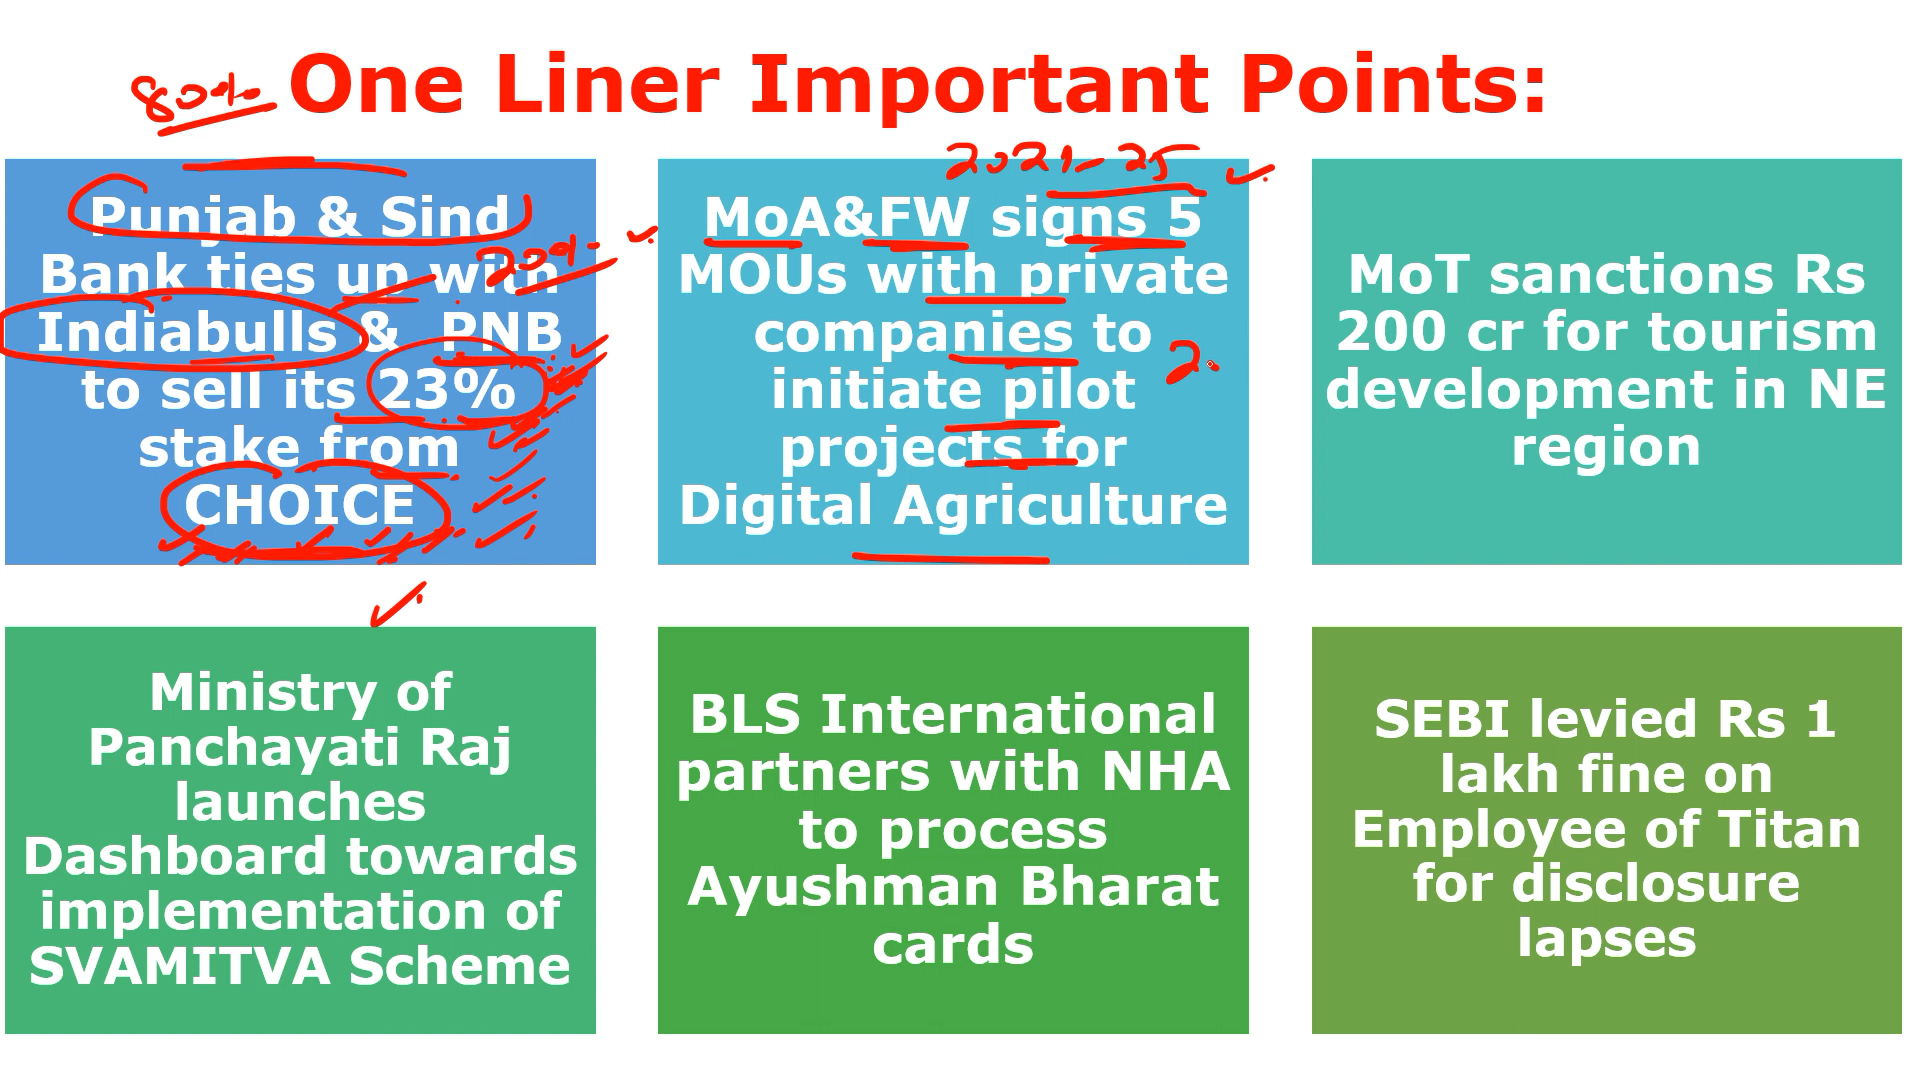 80%
One Liner Important Points:
Punjab & Sind
Bank ties up with
Indiabulls & PNB
to sell its 23%
stake from
CHOICE
20%
2021-25
MoA&FW signs 5
MOUs with private
companies to
initiate pilot
projects for
Digital Agriculture
2
MoT sanctions Rs
200 cr for tourism
development in NE
region
Ministry of
Panchayati Raj
launches
Dashboard towards
implementation of
SVAMITVA Scheme
BLS International
partners with NHA
to process
Ayushman Bharat
cards
SEBI levied Rs 1
lakh fine on
Employee of Titan
for disclosure
lapses